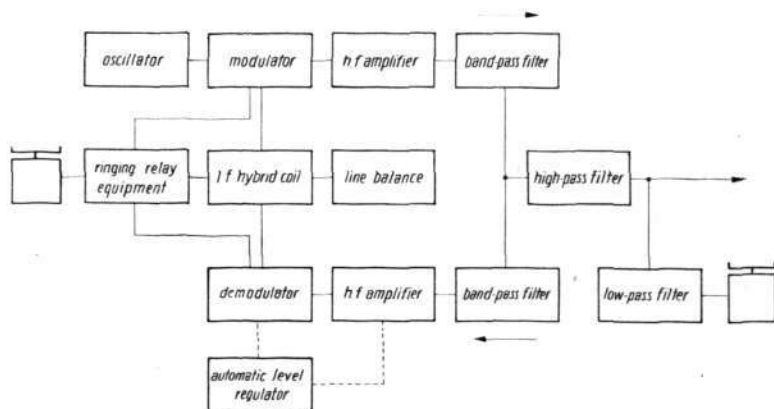 oscillator
modulator
h f amplifier
band-pass filter
ringing relay
equipment
l f hybrid coil
line balance
high-pass filter
demodulator
h f amplifier
band-pass filter
low-pass filter
automatic level
regulator